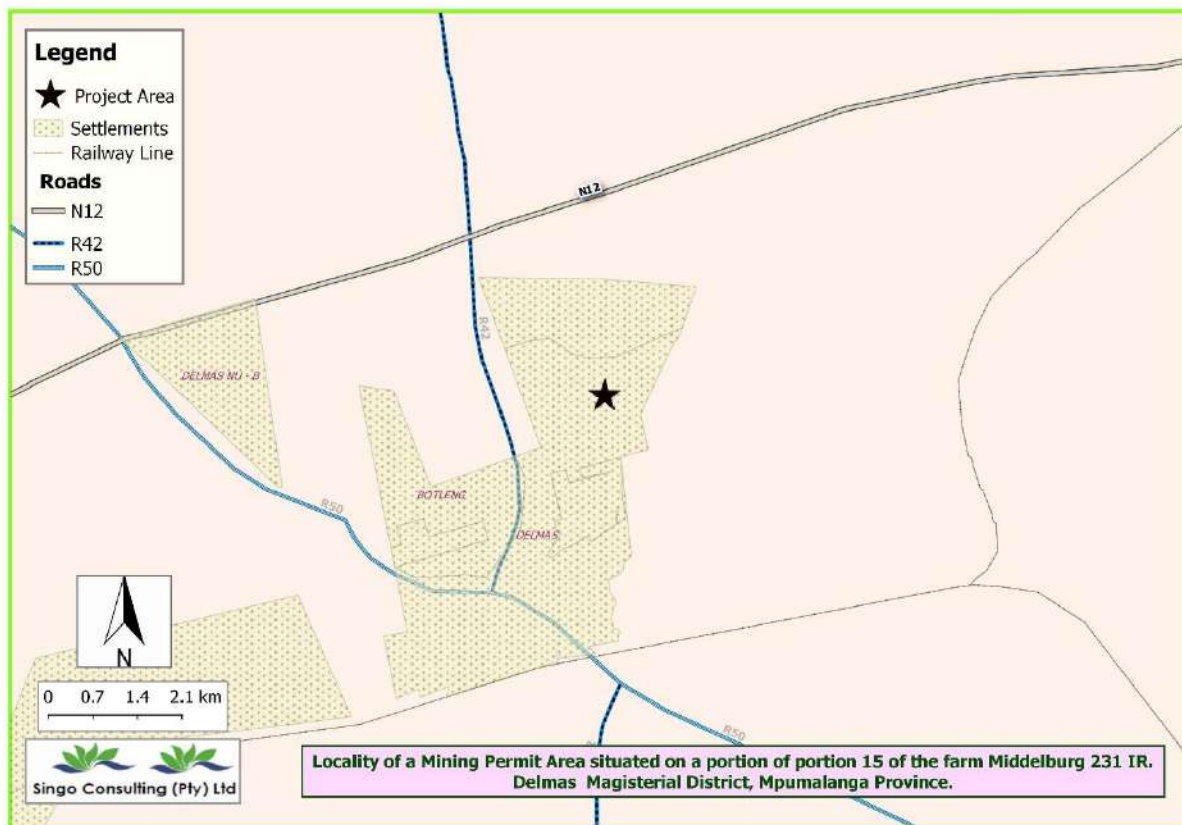 Legend
Project Area
Settlements
Railway Line
Roads
N12
R42
R50
N12
R42
DELMAS NU - B
BOTLENG
R50
DELMAS
N
0 0.7 1.4 2.1 km
R50
Singo Consulting (Pty) Ltd
Locality of a Mining Permit Area situated on a portion of portion 15 of the farm Middelburg 231 IR.
Delmas Magisterial District, Mpumalanga Province.